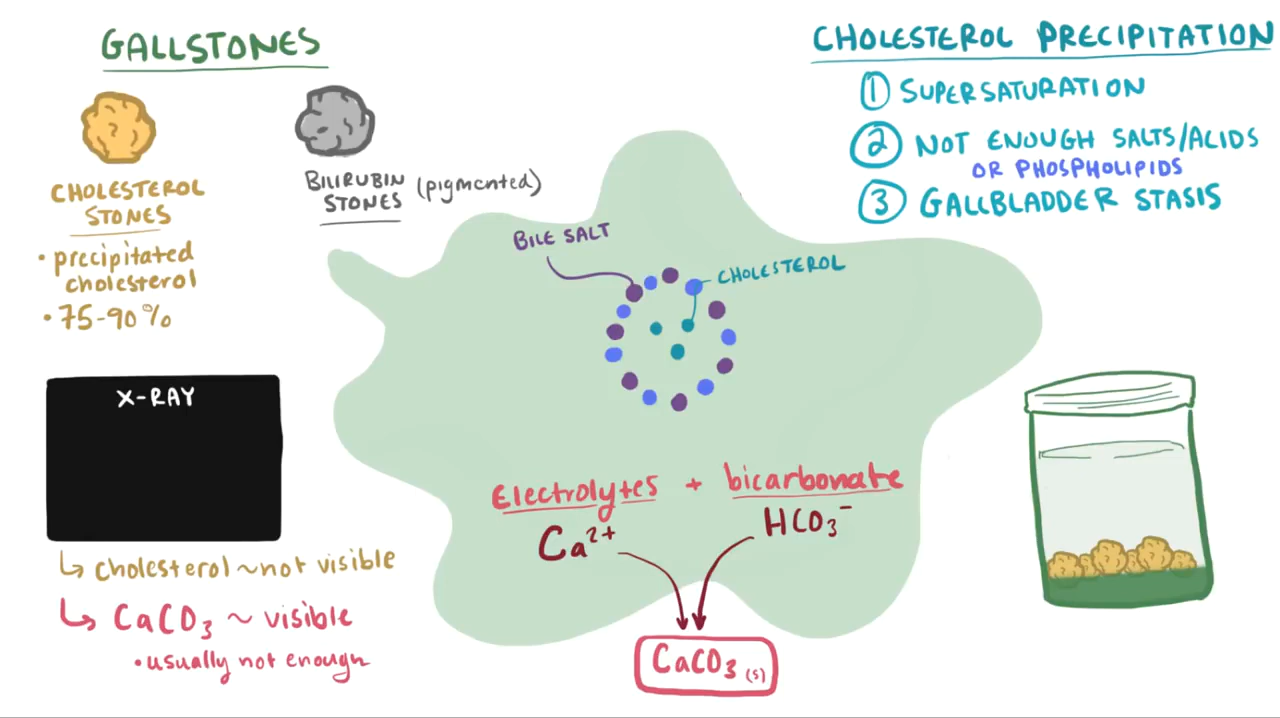 GALLSTONES
CHOLESTEROL
STONES
• precipitated
cholesterol
• 75-90%
BILIRUBIN (pigmented)
STONES
X-RAY
↳ cholesterol ~ not visible
↳ CaCO₃ ~ visible
• usually not enough
BILE SALT
CHOLESTEROL
Electrolytes + bicarbonate
Ca²⁺ HCO₃⁻
CaCO₃ (s)
CHOLESTEROL PRECIPITATION
① SUPERSATURATION
② NOT ENOUGH SALTS/ACIDS
OR PHOSPHOLIPIDS
③ GALLBLADDER STASIS